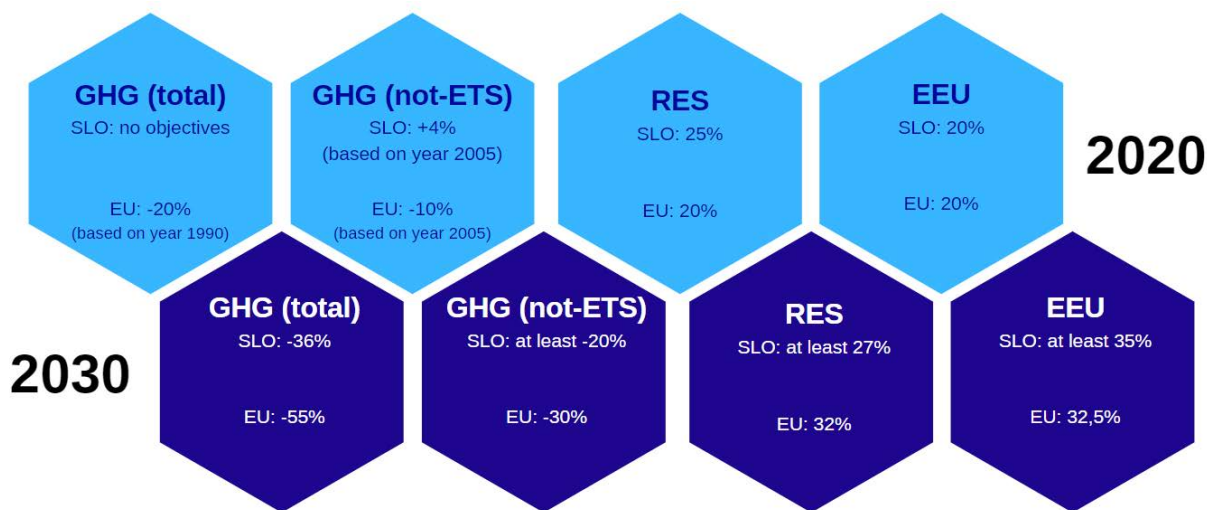 GHG (total)
SLO: no objectives
EU: -20%
(based on year 1990)
GHG (not-ETS)
SLO: +4%
(based on year 2005)
EU: -10%
(based on year 2005)
RES
SLO: 25%
EU: 20%
EEU
SLO: 20%
EU: 20%
2020
2030
GHG (total)
SLO: -36%
EU: -55%
GHG (not-ETS)
SLO: at least -20%
EU: -30%
RES
SLO: at least 27%
EU: 32%
EEU
SLO: at least 35%
EU: 32,5%